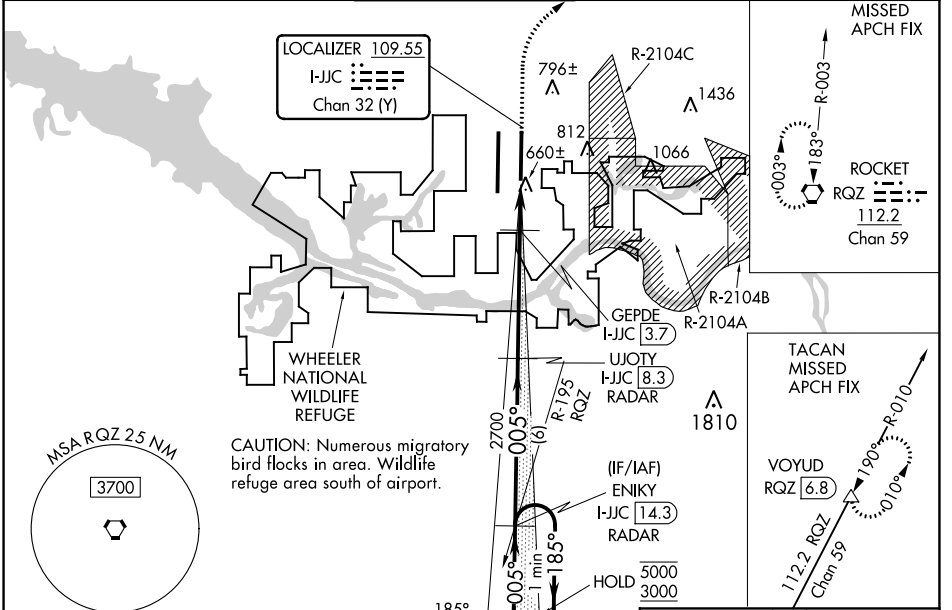 LOCALIZER 109.55
I-JJC
Chan 32 (Y)
796±
R-2104C
1436
812
660±
1066
R-2104B
R-2104A
MISSED
APCH FIX
R-003
003°
183°
ROCKET
RQZ
112.2
Chan 59
GEPDE
I-JJC 3.7
UJOTY
I-JJC 8.3
RADAR
R-195
RQZ
1810
WHEELER
NATIONAL
WILDLIFE
REFUGE
CAUTION: Numerous migratory
bird flocks in area. Wildlife
refuge area south of airport.
2700
005°
(6)
(IF/IAF)
ENIKY
I-JJC 14.3
RADAR
005°
1 min
185°
HOLD 5000
3000
185°
MSA RQZ 25 NM
3700
TACAN
MISSED
APCH FIX
R-010
190°
010°
VOYUD
RQZ 6.8
112.2 RQZ
Chan 59